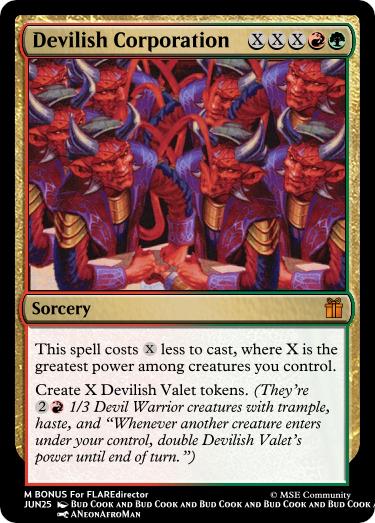 Devilish Corporation XXX
Sorcery
This spell costs X less to cast, where X is the
greatest power among creatures you control.
Create X Devilish Valet tokens. (They're
2 1/3 Devil Warrior creatures with trample,
haste, and “Whenever another creature enters
under your control, double Devilish Valet's
power until end of turn.”)
M BONUS For FLAREdirector © MSE Community
JUN25 Bud Cook and Bud Cook and Bud Cook and Bud Cook and Bud Cook and
ANeonAfroMan